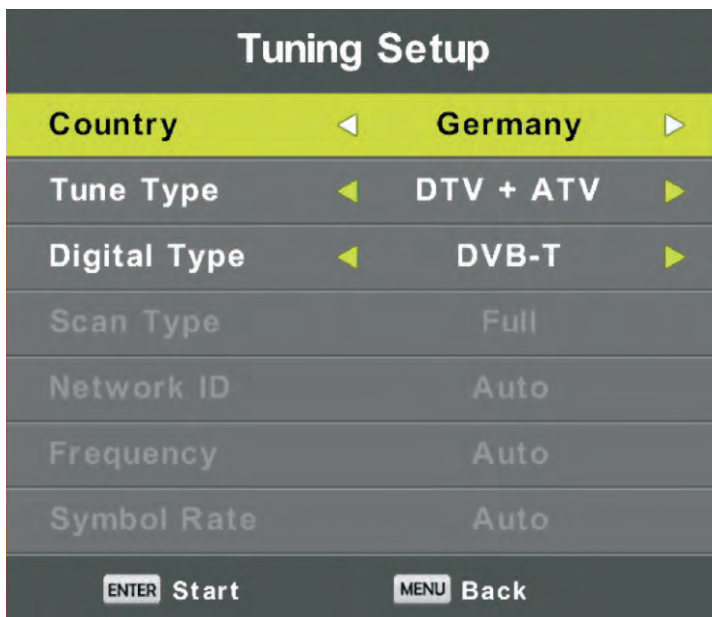 Tuning Setup
Country Germany
Tune Type DTV + ATV
Digital Type DVB-T
Scan Type Full
Network ID Auto
Frequency Auto
Symbol Rate Auto
ENTER Start MENU Back